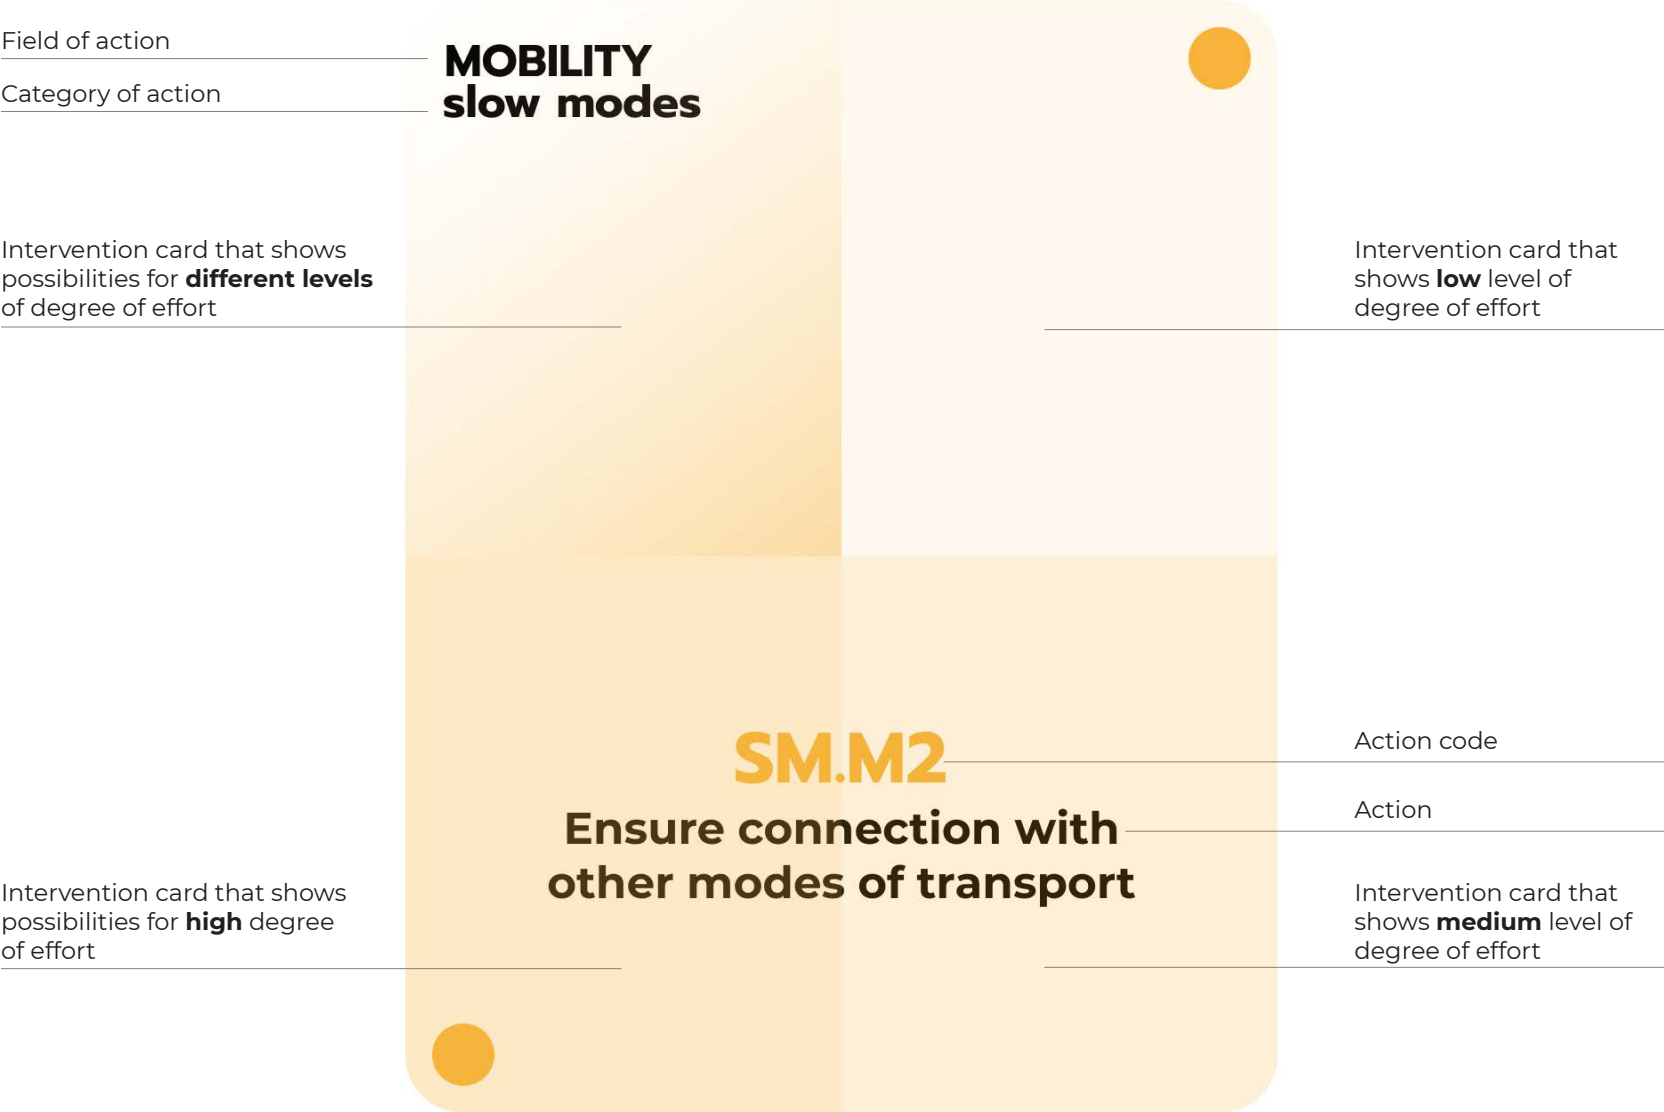 Field of action
MOBILITY
Category of action
slow modes
Intervention card that shows
possibilities for different levels
of degree of effort
Intervention card that
shows low level of
degree of effort
SM.M2
Action code
Ensure connection with
Action
other modes of transport
Intervention card that shows
possibilities for high degree
of effort
Intervention card that
shows medium level of
degree of effort